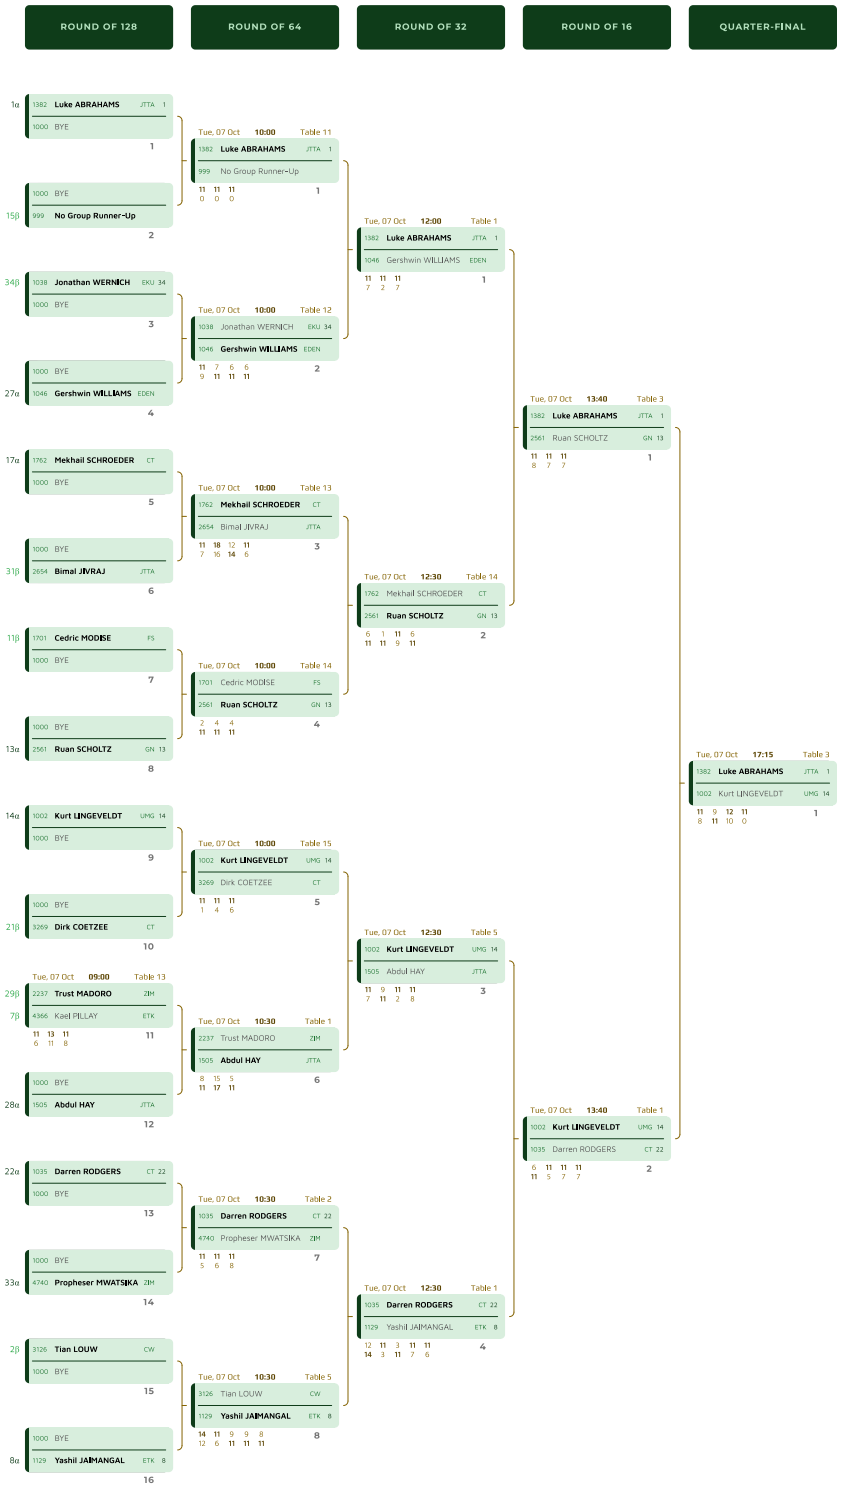 ROUND OF 128
ROUND OF 64
ROUND OF 32
ROUND OF 16
QUARTER-FINAL
1α 1382 Luke ABRAHAMS JTTA 1
1000 BYE
1
1000 BYE
15β 999 No Group Runner-Up
2
34β 1038 Jonathan WERNICH EKU 34
1000 BYE
3
1000 BYE
27α 1046 Gershwin WILLIAMS EDEN
4
17α 1762 Mekhail SCHROEDER CT
1000 BYE
5
1000 BYE
31β 2654 Bimal JIVRAJ JTTA
6
11β 1701 Cedric MODISE FS
1000 BYE
7
1000 BYE
13α 2561 Ruan SCHOLTZ GN 13
8
14α 1002 Kurt LINGEVELDT UMG 14
1000 BYE
9
1000 BYE
21β 3269 Dirk COETZEE CT
10
Tue, 07 Oct 09:00 Table 13
29β 2237 Trust MADORO ZIM
7β 4366 Kael PILLAY ETK
11 13 11
6 11 8
11
1000 BYE
28α 1505 Abdul HAY JTTA
12
22α 1035 Darren RODGERS CT 22
1000 BYE
13
1000 BYE
33α 4740 Propheser MWATSIKA ZIM
14
2β 3126 Tian LOUW CW
1000 BYE
15
1000 BYE
8α 1129 Yashil JAIMANGAL ETK 8
16
Tue, 07 Oct 10:00 Table 11
1382 Luke ABRAHAMS JTTA 1
999 No Group Runner-Up
11 11 11
0 0 0
1
Tue, 07 Oct 10:00 Table 12
1038 Jonathan WERNICH EKU 34
1046 Gershwin WILLIAMS EDEN
11 7 6 6
9 11 11 11
2
Tue, 07 Oct 10:00 Table 13
1762 Mekhail SCHROEDER CT
2654 Bimal JIVRAJ JTTA
11 18 12 11
7 16 14 6
3
Tue, 07 Oct 10:00 Table 14
1701 Cedric MODISE FS
2561 Ruan SCHOLTZ GN 13
2 4 4
11 11 11
4
Tue, 07 Oct 10:00 Table 15
1002 Kurt LINGEVELDT UMG 14
3269 Dirk COETZEE CT
11 11 11
1 4 6
5
Tue, 07 Oct 10:30 Table 1
2237 Trust MADORO ZIM
1505 Abdul HAY JTTA
8 15 5
11 17 11
6
Tue, 07 Oct 10:30 Table 2
1035 Darren RODGERS CT 22
4740 Propheser MWATSIKA ZIM
11 11 11
5 6 8
7
Tue, 07 Oct 10:30 Table 5
3126 Tian LOUW CW
1129 Yashil JAIMANGAL ETK 8
14 11 9 9 8
12 6 11 11 11
8
Tue, 07 Oct 12:00 Table 1
1382 Luke ABRAHAMS JTTA 1
1046 Gershwin WILLIAMS EDEN
11 11 11
7 2 7
1
Tue, 07 Oct 12:30 Table 14
1762 Mekhail SCHROEDER CT
2561 Ruan SCHOLTZ GN 13
6 1 11 6
11 11 9 11
2
Tue, 07 Oct 12:30 Table 5
1002 Kurt LINGEVELDT UMG 14
1505 Abdul HAY JTTA
11 9 11 11
7 11 2 8
3
Tue, 07 Oct 12:30 Table 1
1035 Darren RODGERS CT 22
1129 Yashil JAIMANGAL ETK 8
12 11 3 11 11
14 3 11 7 6
4
Tue, 07 Oct 13:40 Table 3
1382 Luke ABRAHAMS JTTA 1
2561 Ruan SCHOLTZ GN 13
11 11 11
8 7 7
1
Tue, 07 Oct 13:40 Table 1
1002 Kurt LINGEVELDT UMG 14
1035 Darren RODGERS CT 22
6 11 11 11
11 5 7 7
2
Tue, 07 Oct 17:15 Table 3
1382 Luke ABRAHAMS JTTA 1
1002 Kurt LINGEVELDT UMG 14
11 9 12 11
8 11 10 0
1